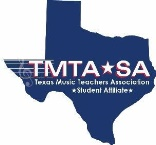 TMTA★SA
Texas Music Teachers Association
★Student Affiliate★